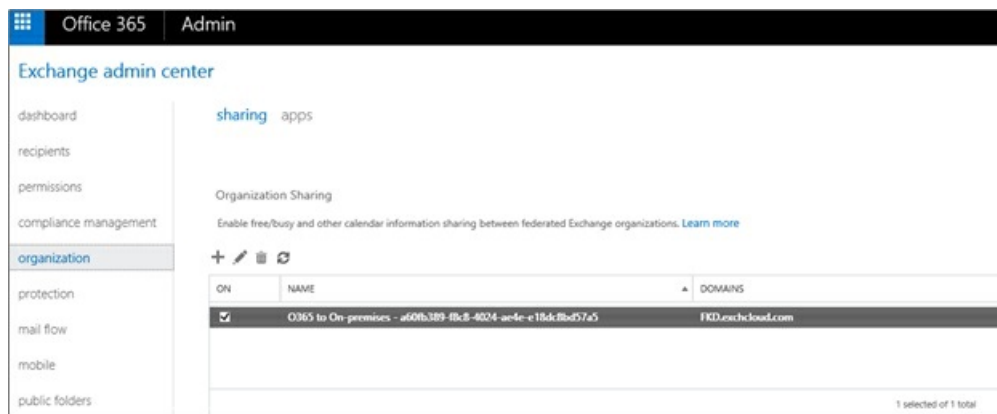 Office 365 Admin
Exchange admin center
dashboard
sharing apps
recipients
permissions
Organization Sharing
compliance management
Enable free/busy and other calendar information sharing between federated Exchange organizations. Learn more
organization
ON NAME DOMAINS
protection
O365 to On-premises - a60fb389-f8c8-4024-ae4e-e18dc8bd57a5 FKD.exchcloud.com
mail flow
mobile
public folders
1 selected of 1 total